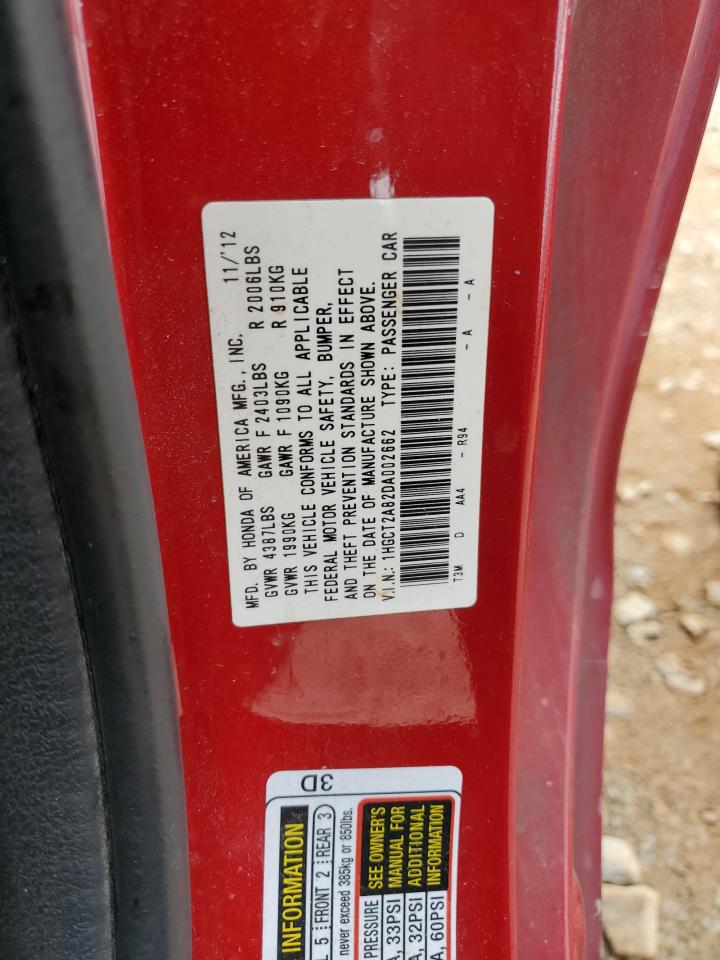 MFD. BY HONDA OF AMERICA MFG., INC. 11/'12
GVWR 4387LBS GAWR F 2403LBS R 2006LBS
GVWR 1990KG GAWR F 1090KG R 910KG
THIS VEHICLE CONFORMS TO ALL APPLICABLE
FEDERAL MOTOR VEHICLE SAFETY, BUMPER,
AND THEFT PREVENTION STANDARDS IN EFFECT
ON THE DATE OF MANUFACTURE SHOWN ABOVE.
V.I.N.: 1HGCT2A82DA002662 TYPE: PASSENGER CAR
T3M D AA4 -.R94 - A - A
3D
INFORMATION
5 FRONT 2 REAR 3
never exceed 385kg or 850lbs.
PRESSURE SEE OWNER'S
33PSI MANUAL FOR
32PSI ADDITIONAL
60PSI INFORMATION